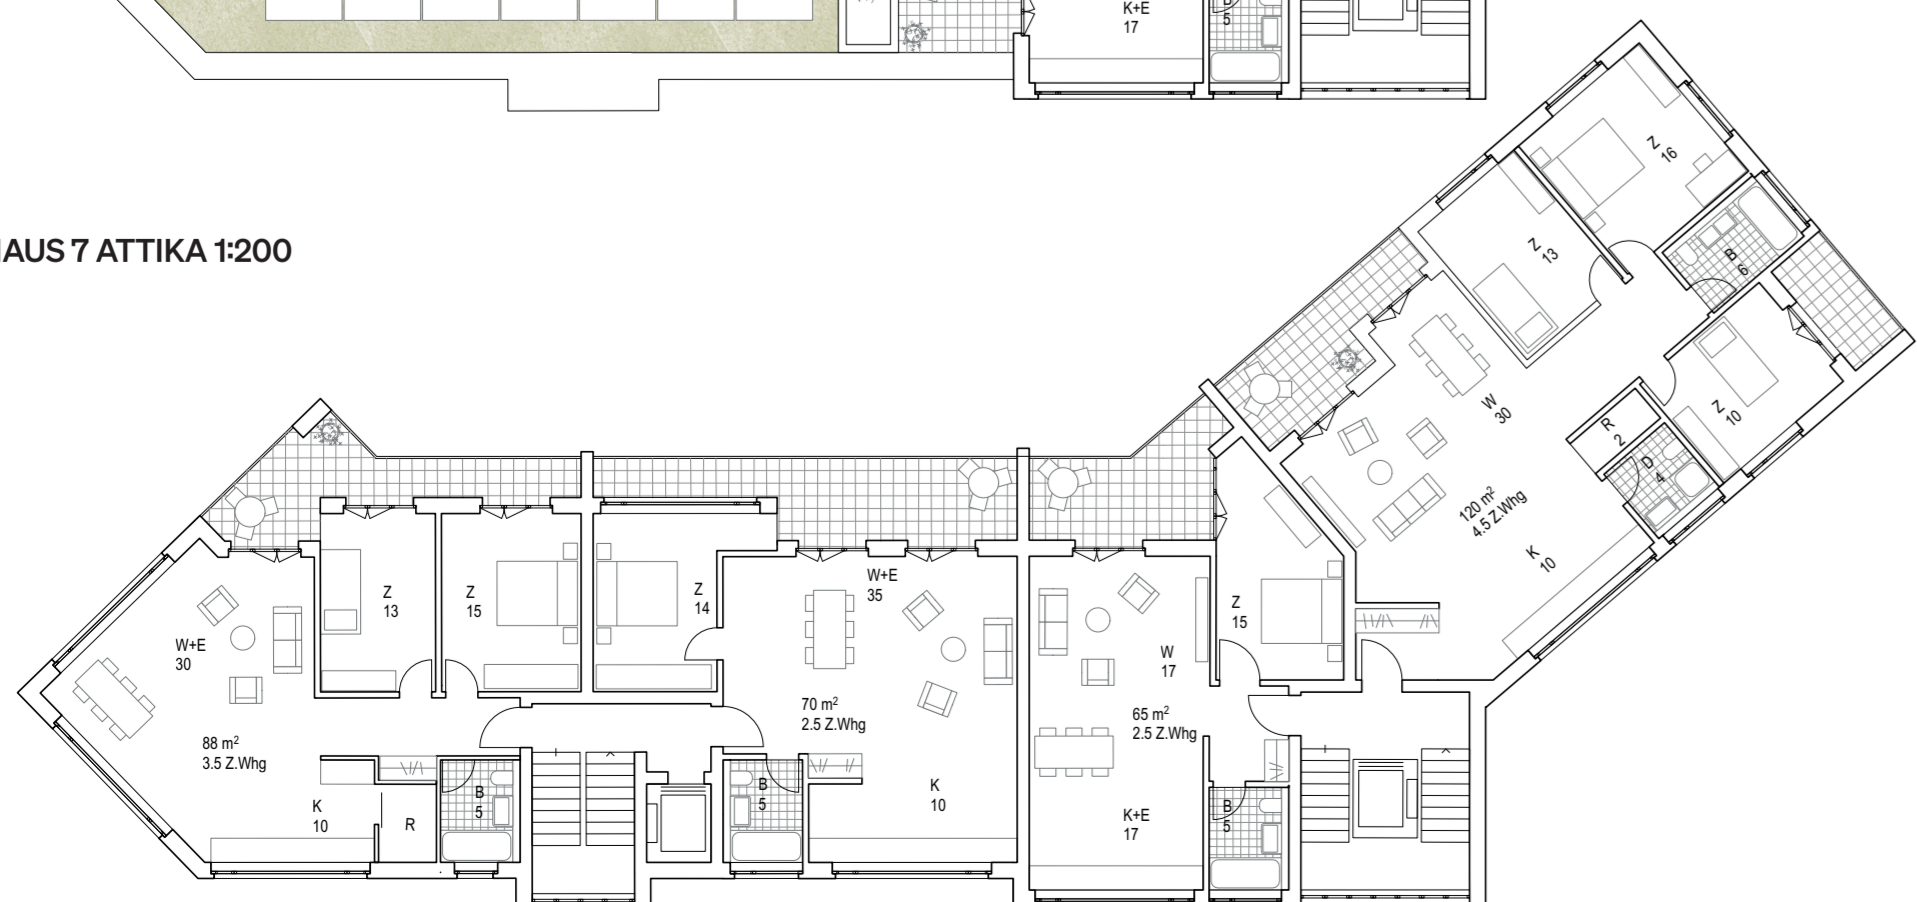 K+E
17
B
5
AUS 7 ATTIKA 1:200
Z
16
Z
13
B
6
Z
10
W
30
R
2
D
4
120 m²
4.5 Z.Whg
K
10
W+E
30
Z
13
Z
15
88 m²
3.5 Z.Whg
K
10
R
B
5
Z
14
W+E
35
70 m²
2.5 Z.Whg
B
5
K
10
W
17
Z
15
65 m²
2.5 Z.Whg
K+E
17
B
5